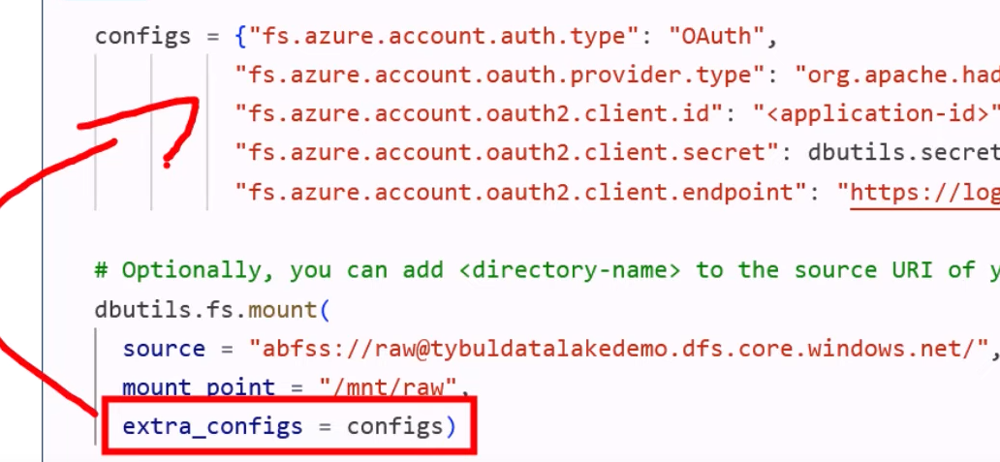 configs = {"fs.azure.account.auth.type": "OAuth",
"fs.azure.account.oauth.provider.type": "org.apache.had
"fs.azure.account.oauth2.client.id": "<application-id>"
"fs.azure.account.oauth2.client.secret": dbutils.secret
"fs.azure.account.oauth2.client.endpoint": "https://log
# Optionally, you can add <directory-name> to the source URI of y
dbutils.fs.mount(
source = "abfss://raw@tybuldatalakedemo.dfs.core.windows.net/",
mount_point = "/mnt/raw",
extra_configs = configs)